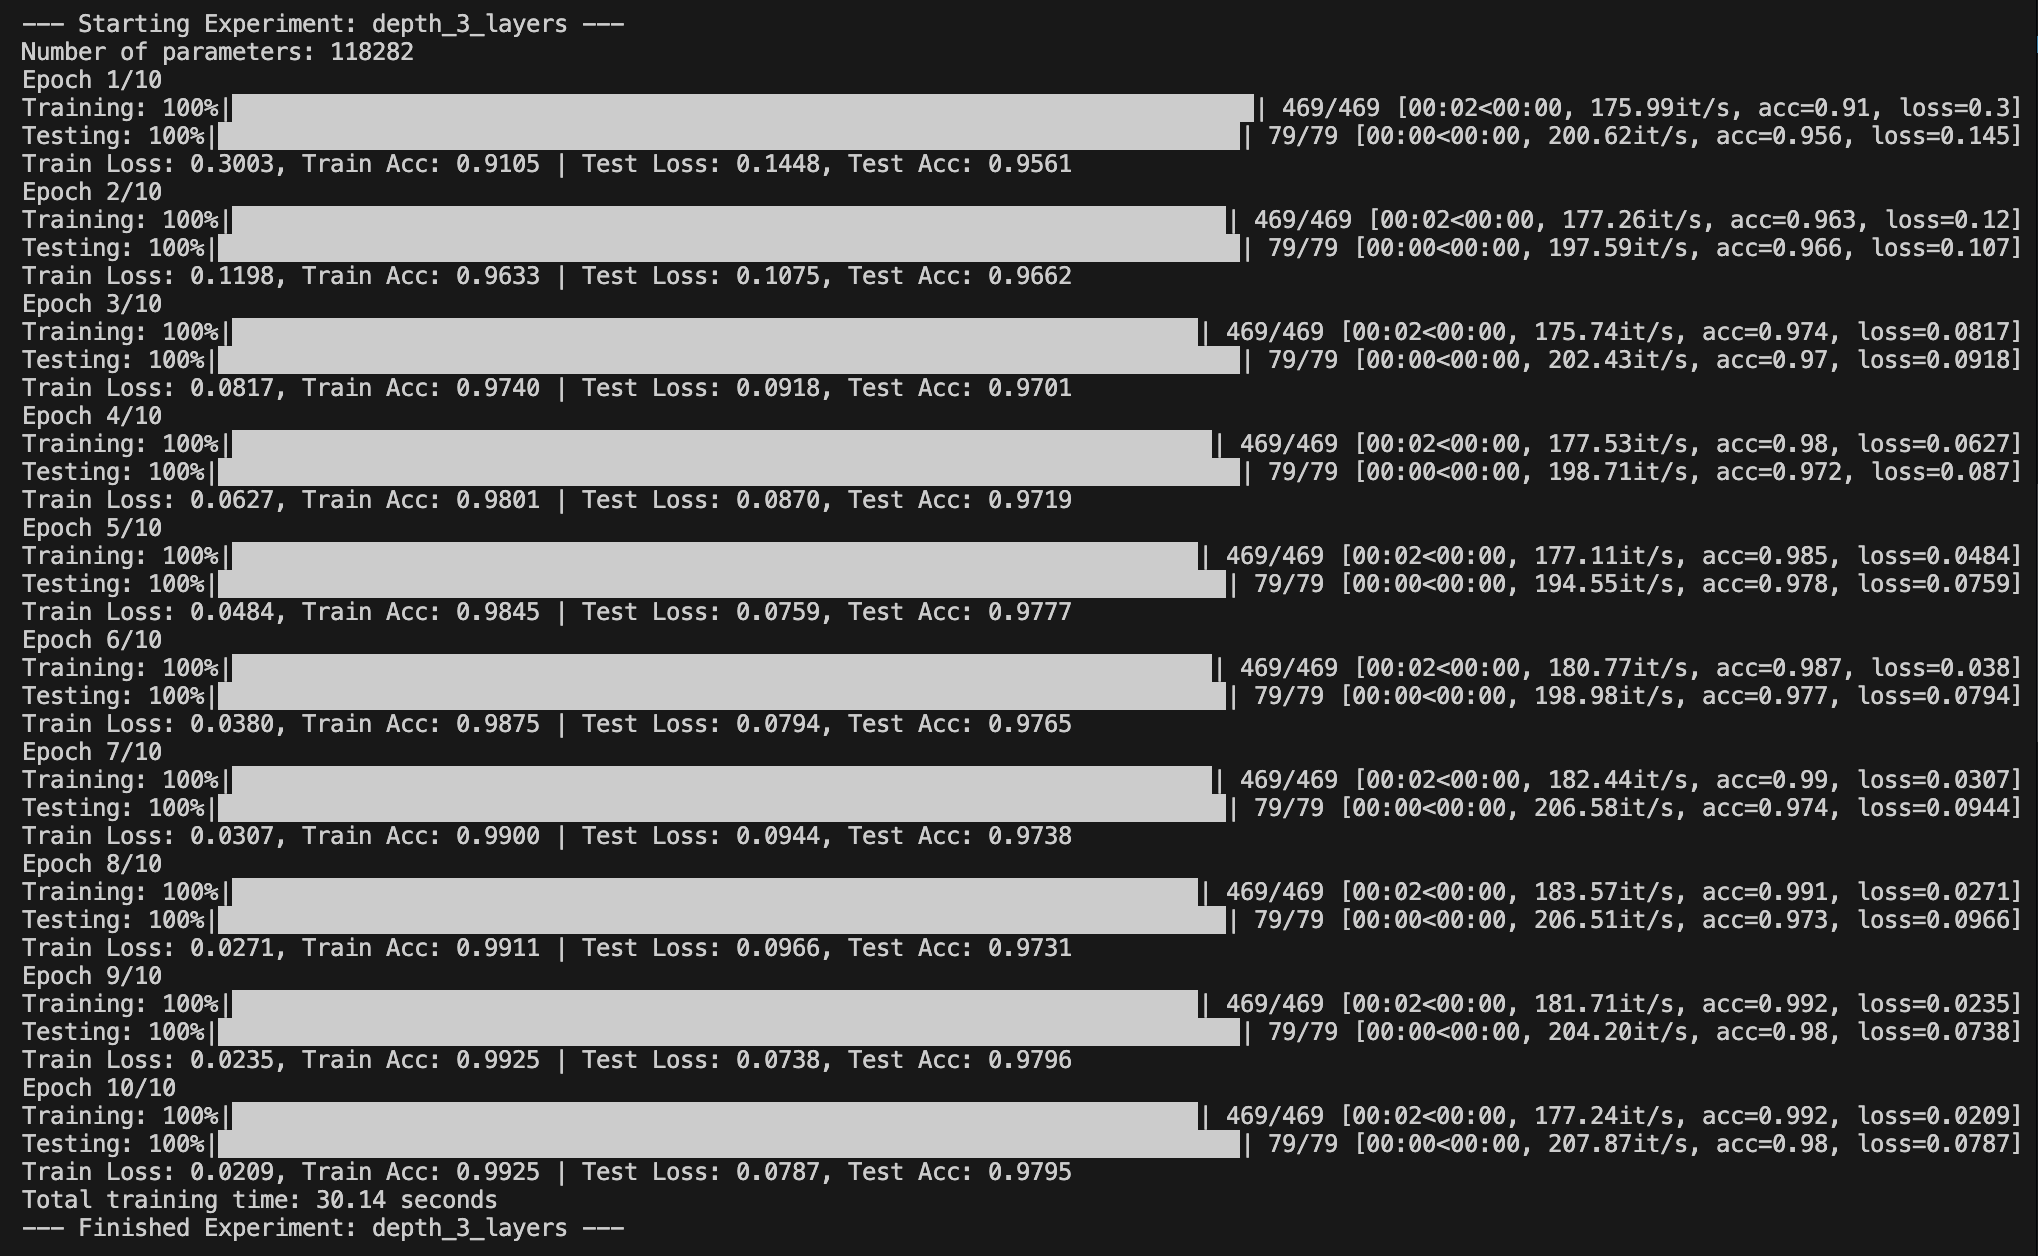 --- Starting Experiment: depth_3_layers ---
Number of parameters: 118282
Epoch 1/10
Training: 100%|| 469/469 [00:02<00:00, 175.99it/s, acc=0.91, loss=0.3]
Testing: 100%|| 79/79 [00:00<00:00, 200.62it/s, acc=0.956, loss=0.145]
Train Loss: 0.3003, Train Acc: 0.9105 | Test Loss: 0.1448, Test Acc: 0.9561
Epoch 2/10
Training: 100%|| 469/469 [00:02<00:00, 177.26it/s, acc=0.963, loss=0.12]
Testing: 100%|| 79/79 [00:00<00:00, 197.59it/s, acc=0.966, loss=0.107]
Train Loss: 0.1198, Train Acc: 0.9633 | Test Loss: 0.1075, Test Acc: 0.9662
Epoch 3/10
Training: 100%|| 469/469 [00:02<00:00, 175.74it/s, acc=0.974, loss=0.0817]
Testing: 100%|| 79/79 [00:00<00:00, 202.43it/s, acc=0.97, loss=0.0918]
Train Loss: 0.0817, Train Acc: 0.9740 | Test Loss: 0.0918, Test Acc: 0.9701
Epoch 4/10
Training: 100%|| 469/469 [00:02<00:00, 177.53it/s, acc=0.98, loss=0.0627]
Testing: 100%|| 79/79 [00:00<00:00, 198.71it/s, acc=0.972, loss=0.087]
Train Loss: 0.0627, Train Acc: 0.9801 | Test Loss: 0.0870, Test Acc: 0.9719
Epoch 5/10
Training: 100%|| 469/469 [00:02<00:00, 177.11it/s, acc=0.985, loss=0.0484]
Testing: 100%|| 79/79 [00:00<00:00, 194.55it/s, acc=0.978, loss=0.0759]
Train Loss: 0.0484, Train Acc: 0.9845 | Test Loss: 0.0759, Test Acc: 0.9777
Epoch 6/10
Training: 100%|| 469/469 [00:02<00:00, 180.77it/s, acc=0.987, loss=0.038]
Testing: 100%|| 79/79 [00:00<00:00, 198.98it/s, acc=0.977, loss=0.0794]
Train Loss: 0.0380, Train Acc: 0.9875 | Test Loss: 0.0794, Test Acc: 0.9765
Epoch 7/10
Training: 100%|| 469/469 [00:02<00:00, 182.44it/s, acc=0.99, loss=0.0307]
Testing: 100%|| 79/79 [00:00<00:00, 206.58it/s, acc=0.974, loss=0.0944]
Train Loss: 0.0307, Train Acc: 0.9900 | Test Loss: 0.0944, Test Acc: 0.9738
Epoch 8/10
Training: 100%|| 469/469 [00:02<00:00, 183.57it/s, acc=0.991, loss=0.0271]
Testing: 100%|| 79/79 [00:00<00:00, 206.51it/s, acc=0.973, loss=0.0966]
Train Loss: 0.0271, Train Acc: 0.9911 | Test Loss: 0.0966, Test Acc: 0.9731
Epoch 9/10
Training: 100%|| 469/469 [00:02<00:00, 181.71it/s, acc=0.992, loss=0.0235]
Testing: 100%|| 79/79 [00:00<00:00, 204.20it/s, acc=0.98, loss=0.0738]
Train Loss: 0.0235, Train Acc: 0.9925 | Test Loss: 0.0738, Test Acc: 0.9796
Epoch 10/10
Training: 100%|| 469/469 [00:02<00:00, 177.24it/s, acc=0.992, loss=0.0209]
Testing: 100%|| 79/79 [00:00<00:00, 207.87it/s, acc=0.98, loss=0.0787]
Train Loss: 0.0209, Train Acc: 0.9925 | Test Loss: 0.0787, Test Acc: 0.9795
Total training time: 30.14 seconds
--- Finished Experiment: depth_3_layers ---